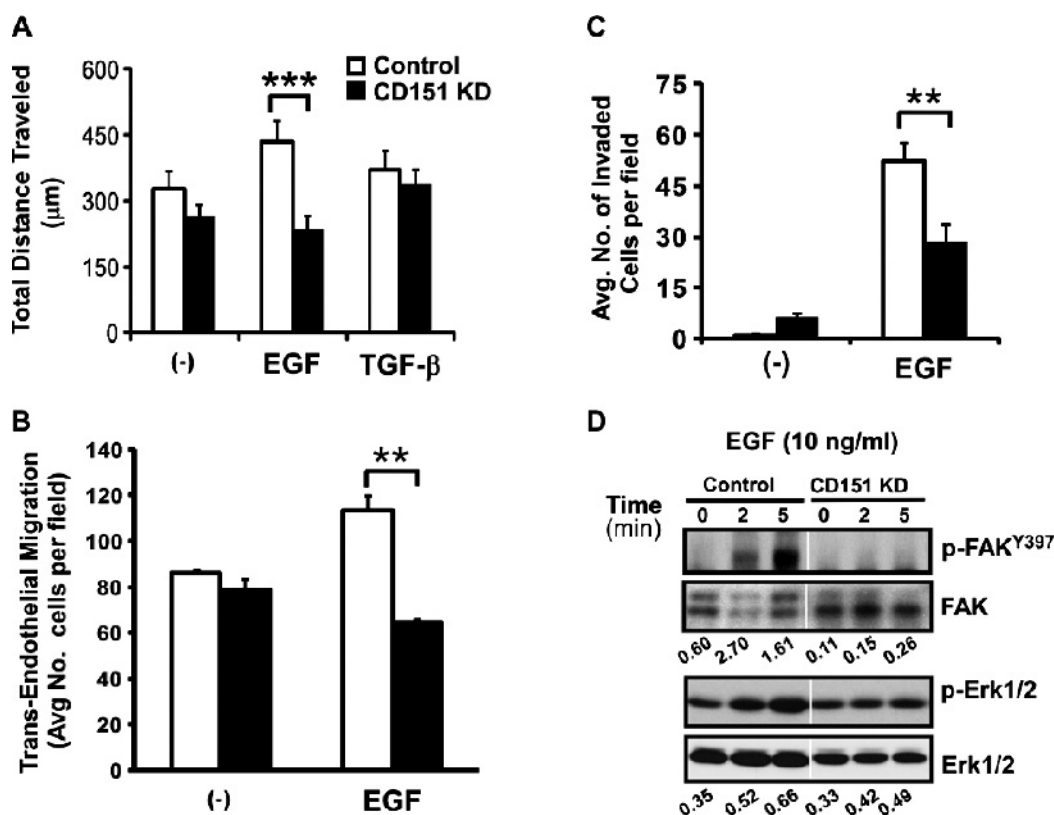 A
Total Distance Traveled
(μm)
600
450
300
150
0
***
Control
CD151 KD
(-)
EGF
TGF-β
B
Trans-Endothelial Migration
(Avg No. cells per field)
140
120
100
80
60
40
20
0
**
(-)
EGF
C
Avg. No. of Invaded
Cells per field
75
60
45
30
15
0
**
(-)
EGF
D
EGF (10 ng/ml)
Control CD151 KD
Time
(min)
0 2 5 0 2 5
p-FAK^Y397
FAK
0.60 2.70 1.61 0.11 0.15 0.26
p-Erk1/2
Erk1/2
0.35 0.52 0.66 0.33 0.42 0.49